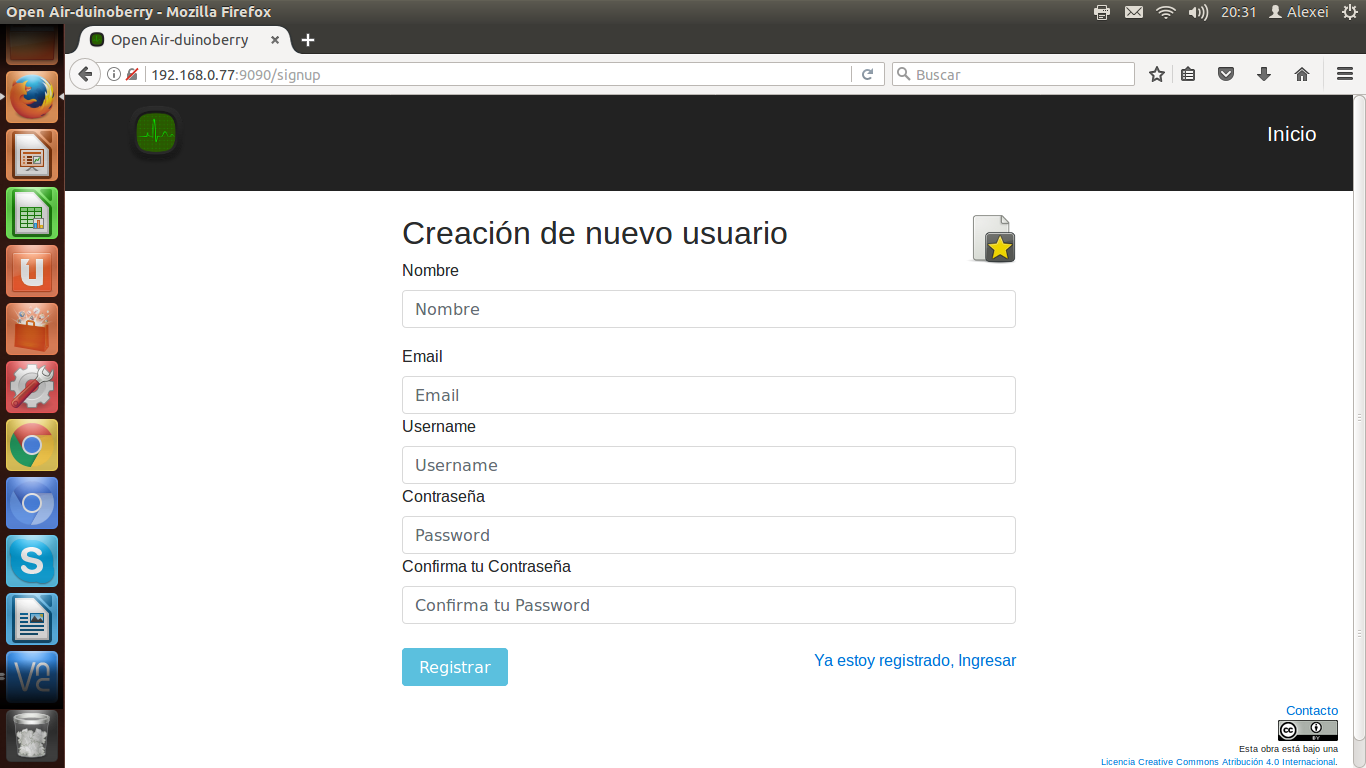 Open Air-duinoberry - Mozilla Firefox
20:31
Alexei
Open Air-duinoberry
192.168.0.77:9090/signup
Buscar
Inicio
Creación de nuevo usuario
Nombre
Nombre
Email
Email
Username
Username
Contraseña
Password
Confirma tu Contraseña
Confirma tu Password
Registrar
Ya estoy registrado, Ingresar
Contacto
cc
BY
Esta obra está bajo una
Licencia Creative Commons Atribución 4.0 Internacional.